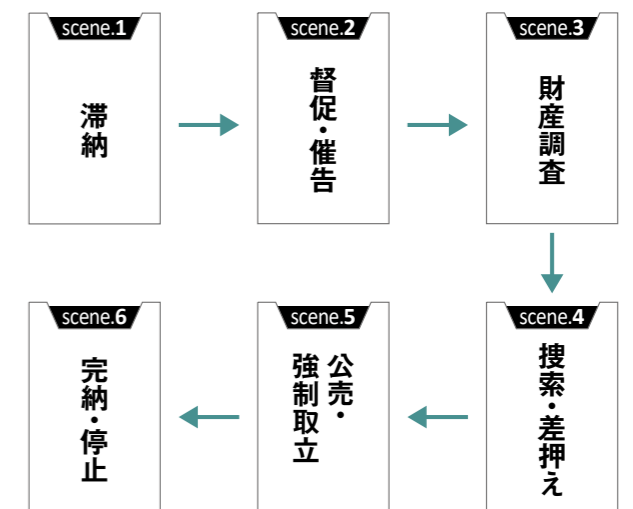 scene.1
滞納
scene.2
督促・催告
scene.3
財産調査
scene.4
捜索・差押え
scene.5
公売・
強制取立
scene.6
完納・停止